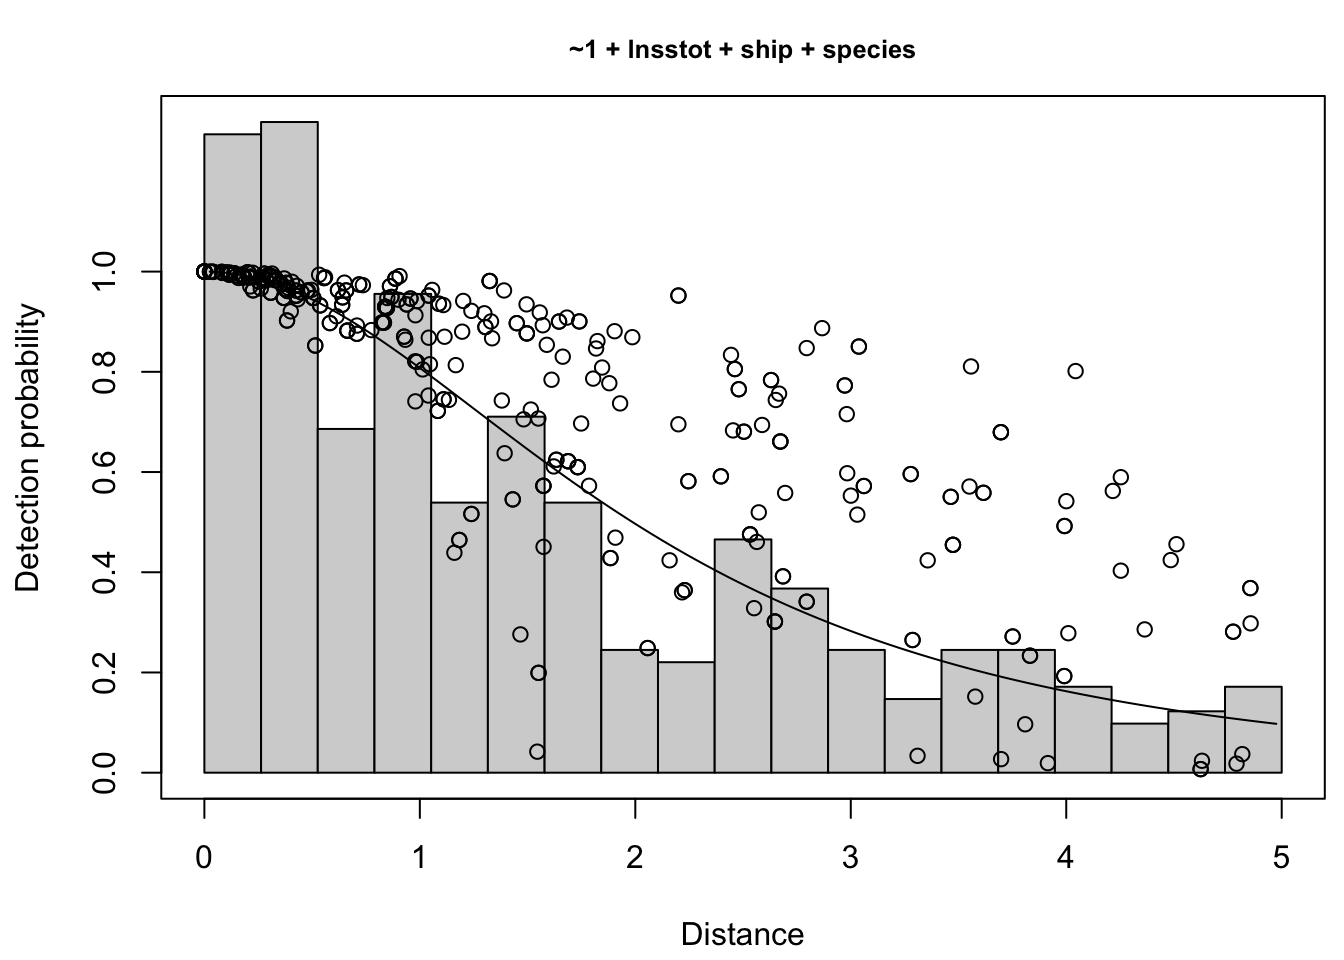 ~1 + lnsstot + ship + species
Detection probability
1.0
0.8
0.6
0.4
0.2
0.0
0 1 2 3 4 5
Distance